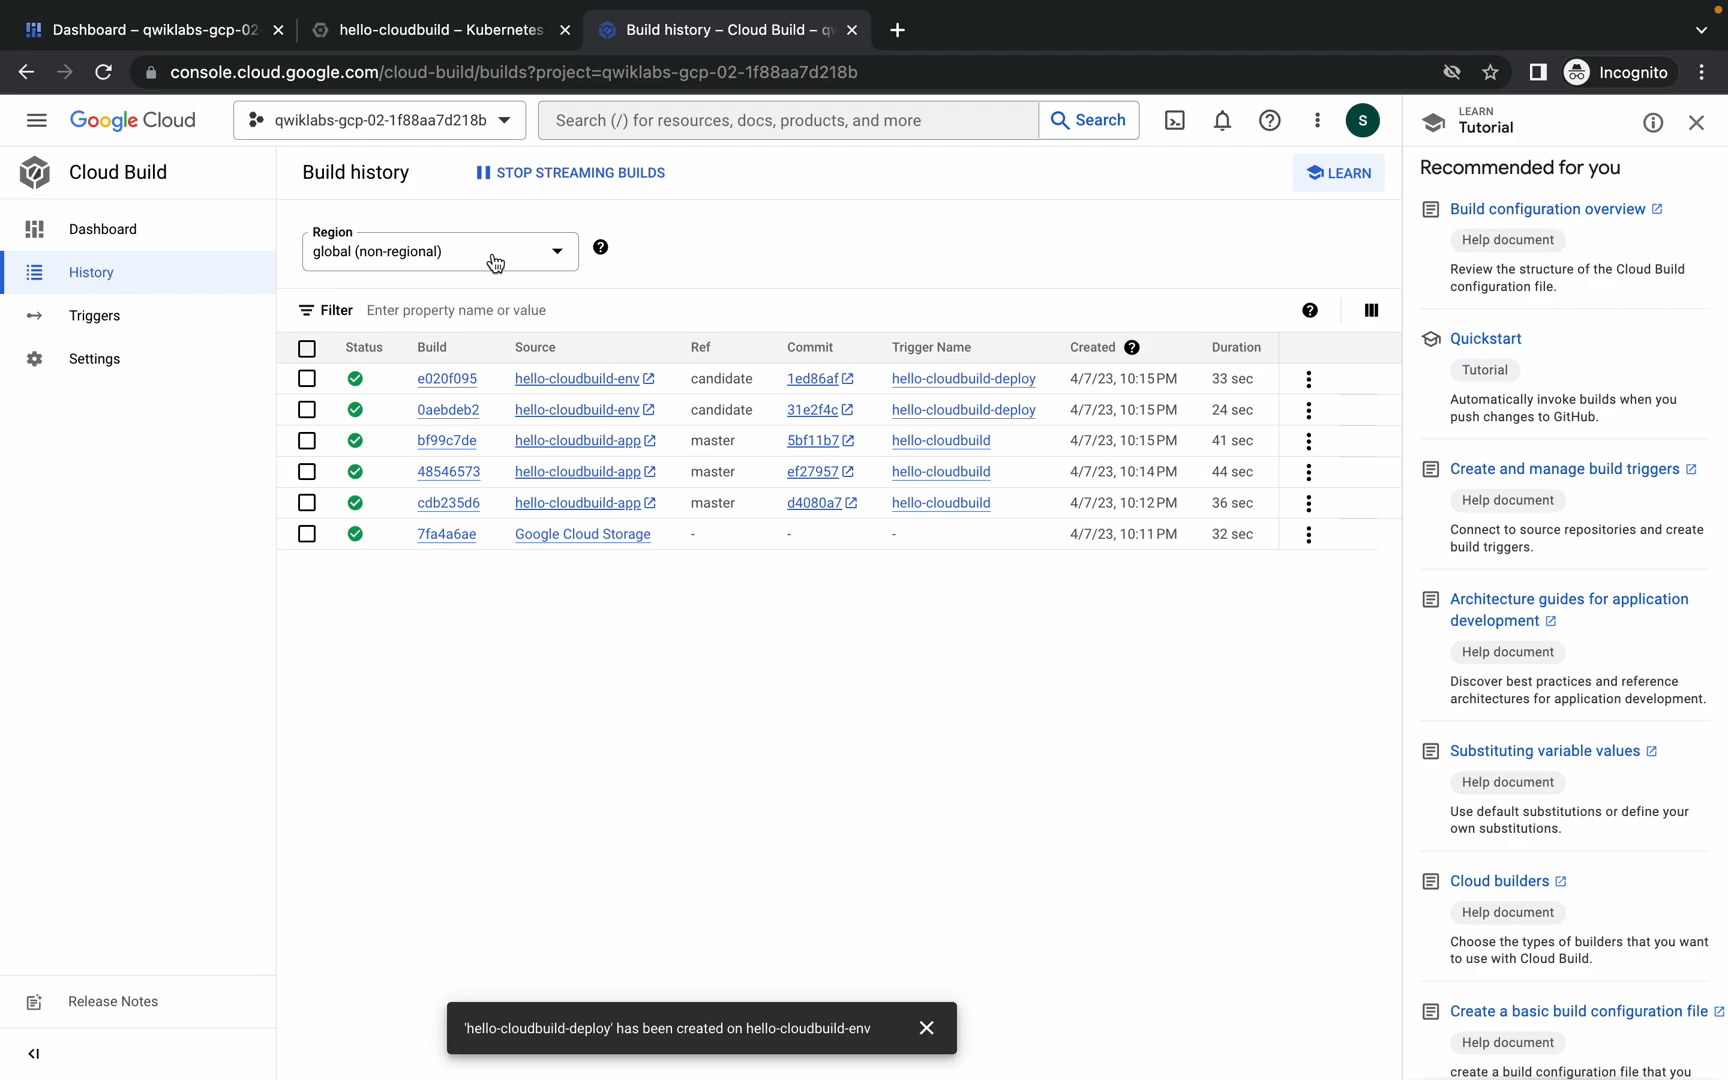 Dashboard – qwiklabs-gcp-02-
hello-cloudbuild – Kubernetes
Build history – Cloud Build – qw
console.cloud.google.com/cloud-build/builds?project=qwiklabs-gcp-02-1f88aa7d218b
Incognito
Google Cloud
qwiklabs-gcp-02-1f88aa7d218b
Search (/) for resources, docs, products, and more
Search
S
LEARN
Tutorial
Cloud Build
Build history
STOP STREAMING BUILDS
LEARN
Dashboard
History
Triggers
Settings
Region
global (non-regional)
Filter Enter property name or value
Status Build Source Ref Commit Trigger Name Created Duration
e020f095 hello-cloudbuild-env candidate 1ed86af hello-cloudbuild-deploy 4/7/23, 10:15 PM 33 sec
0aebdeb2 hello-cloudbuild-env candidate 31e2f4c hello-cloudbuild-deploy 4/7/23, 10:15 PM 24 sec
bf99c7de hello-cloudbuild-app master 5bf11b7 hello-cloudbuild 4/7/23, 10:15 PM 41 sec
48546573 hello-cloudbuild-app master ef27957 hello-cloudbuild 4/7/23, 10:14 PM 44 sec
cdb235d6 hello-cloudbuild-app master d4080a7 hello-cloudbuild 4/7/23, 10:12 PM 36 sec
7fa4a6ae Google Cloud Storage - - - 4/7/23, 10:11 PM 32 sec
Recommended for you
Build configuration overview
Help document
Review the structure of the Cloud Build
configuration file.
Quickstart
Tutorial
Automatically invoke builds when you
push changes to GitHub.
Create and manage build triggers
Help document
Connect to source repositories and create
build triggers.
Architecture guides for application
development
Help document
Discover best practices and reference
architectures for application development.
Substituting variable values
Help document
Use default substitutions or define your
own substitutions.
Cloud builders
Help document
Choose the types of builders that you want
to use with Cloud Build.
Create a basic build configuration file
Help document
create a build configuration file that you
Release Notes
'hello-cloudbuild-deploy' has been created on hello-cloudbuild-env